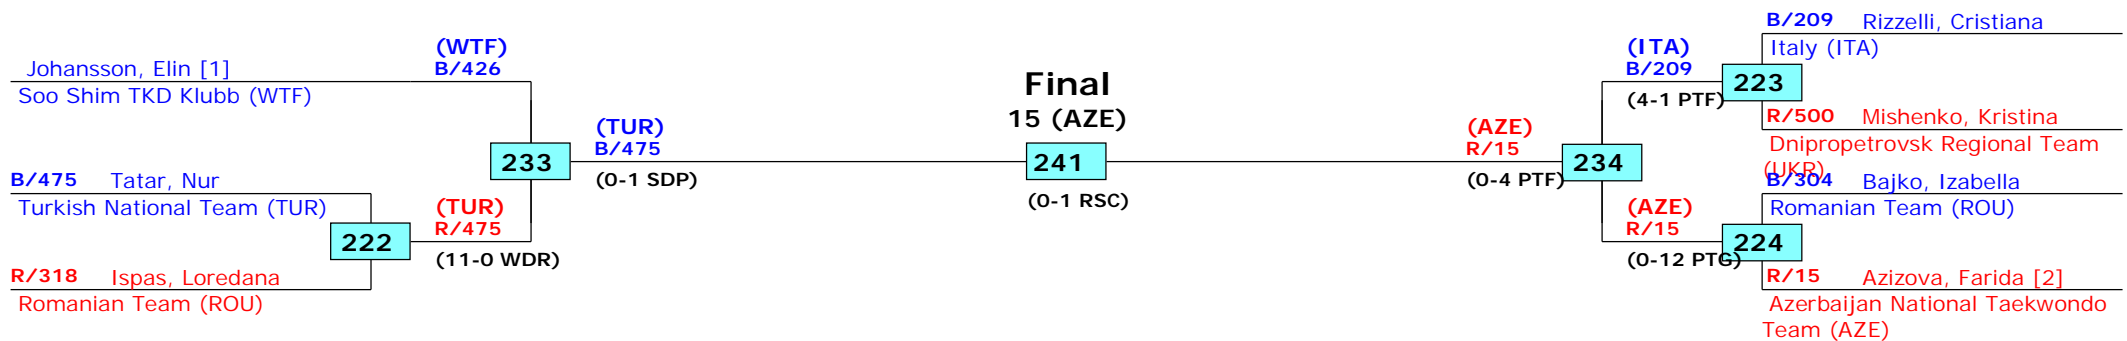 Johansson, Elin [1]
Soo Shim TKD Klubb (WTF)
(WTF)
B/426
B/475 Tatar, Nur
Turkish National Team (TUR)
222
R/318 Ispas, Loredana
Romanian Team (ROU)
(TUR)
R/475
(11-0 WDR)
233
(TUR)
B/475
(0-1 SDP)
Final
15 (AZE)
241
(0-1 RSC)
(AZE)
R/15
(0-4 PTF)
234
(ITA)
B/209
(4-1 PTF)
223
B/209 Rizzelli, Cristiana
Italy (ITA)
R/500 Mishenko, Kristina
Dnipropetrovsk Regional Team
(UKR)
(AZE)
R/15
(0-12 PTG)
224
B/304 Bajko, Izabella
Romanian Team (ROU)
R/15 Azizova, Farida [2]
Azerbaijan National Taekwondo
Team (AZE)